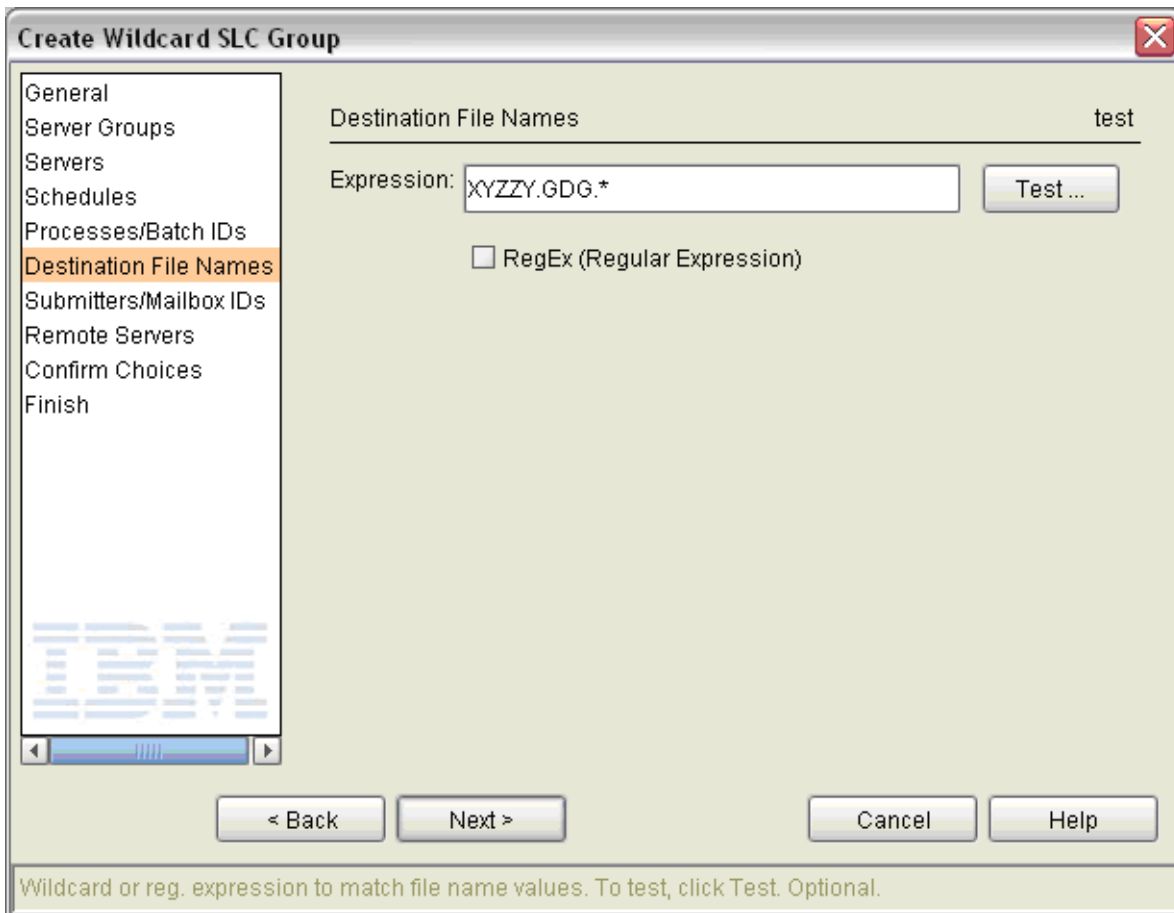 Create Wildcard SLC Group
General
Server Groups
Servers
Schedules
Processes/Batch IDs
Destination File Names
Submitters/Mailbox IDs
Remote Servers
Confirm Choices
Finish
IBM
Destination File Names test
Expression: XYZZY.GDG.* Test ...
RegEx (Regular Expression)
< Back Next > Cancel Help
Wildcard or reg. expression to match file name values. To test, click Test. Optional.